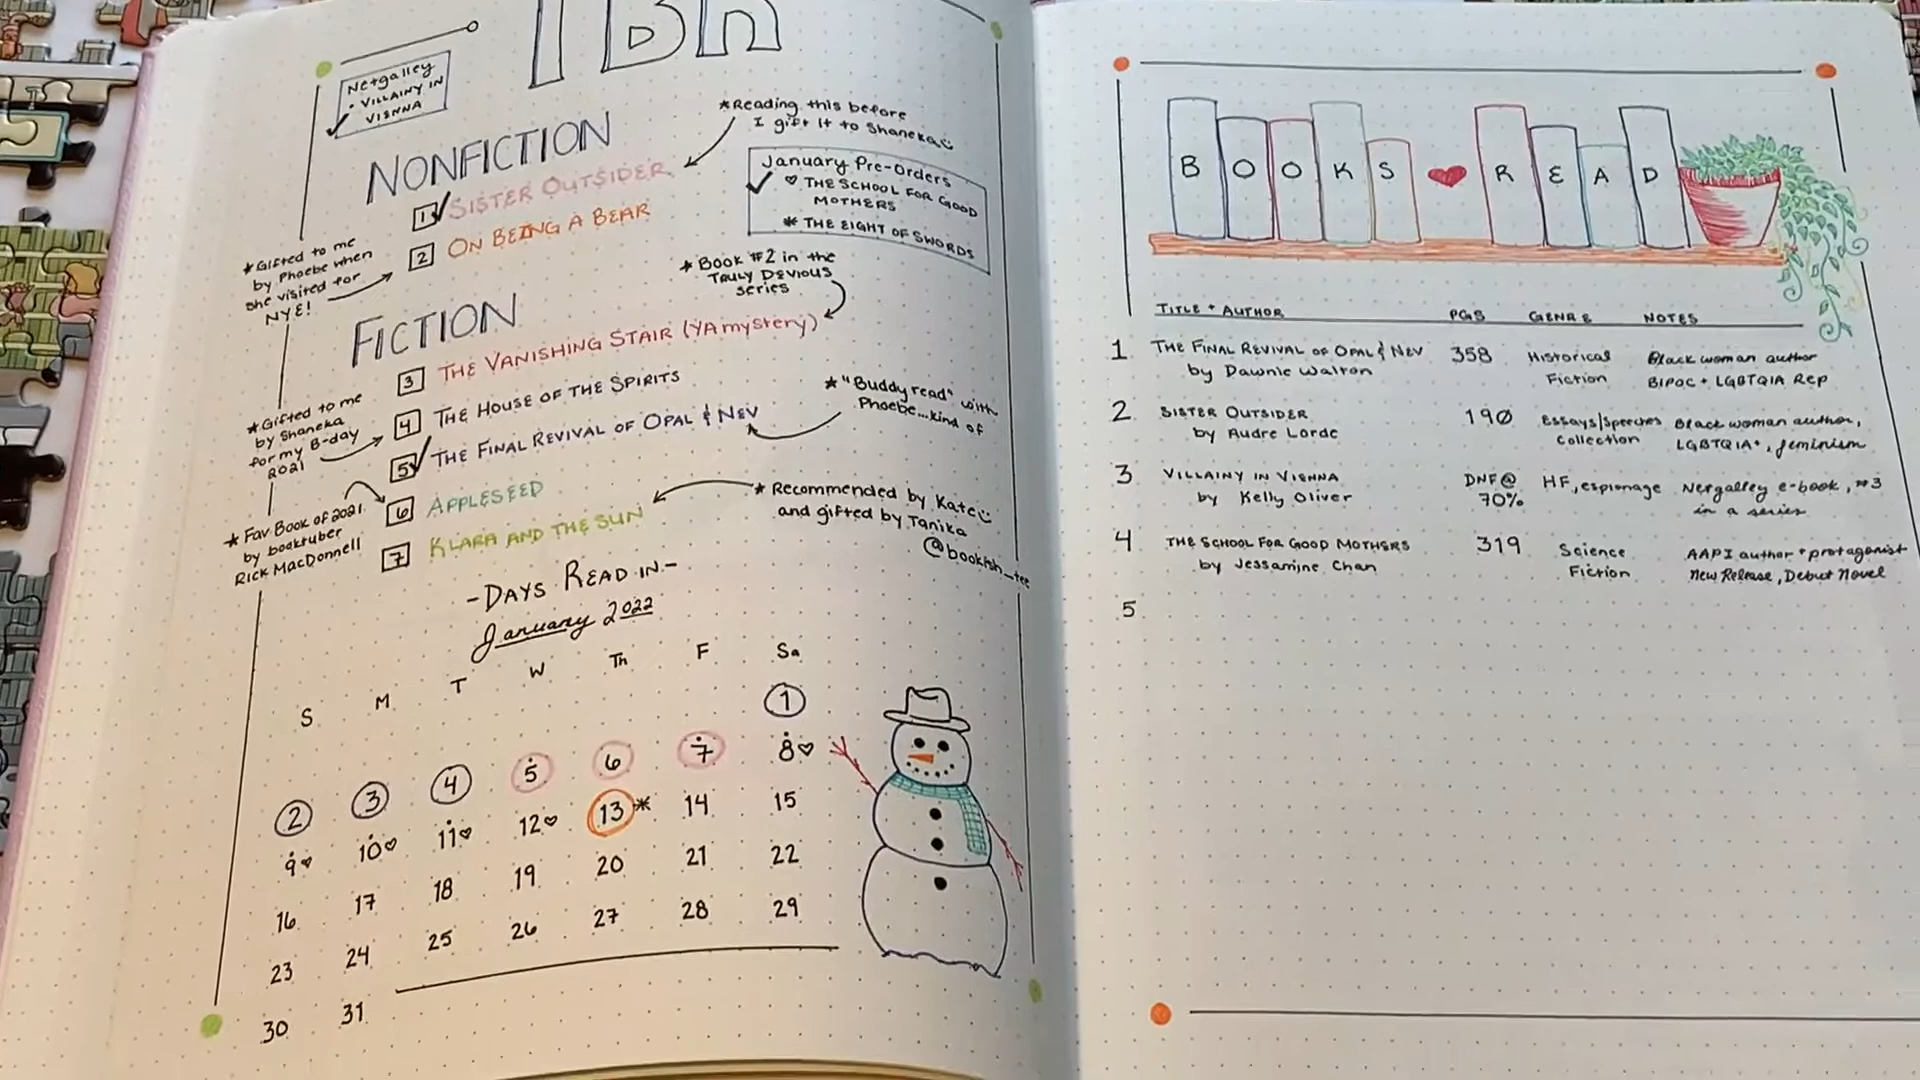 TBR
Netgalley
• VILLAINY IN
VIENNA
NONFICTION
1 SISTER OUTSIDER
2 ON BEING A BEAR
*Reading this before
I gift it to Shaneka
January Pre-Orders
♡ THE SCHOOL FOR GOOD
MOTHERS
* THE EIGHT OF SWORDS
*Gifted to me
by Phoebe when
she visited for
NYE!
*Book #2 in the
TRULY DEVIOUS
series
FICTION
3 THE VANISHING STAIR (YA mystery)
4 THE HOUSE OF THE SPIRITS
5 THE FINAL REVIVAL OF OPAL & NEV
6 APPLESEED
7 KLARA AND THE SUN
*Gifted to me
by Shaneka
for my B-day
2021
*"Buddy read" with
Phoebe...kind of
*Fav Book of 2021
by booktuber
RICK MACDONNELL
*Recommended by Kate
and gifted by Tanika
@bookish_tee
-DAYS READ IN-
January 2022
S M T W Th F Sa
1
2 3 4 5 6 7 8♡
9♡ 10♡ 11♡ 12♡ 13* 14 15
16 17 18 19 20 21 22
23 24 25 26 27 28 29
30 31
BOOKS ♥ READ
TITLE + AUTHOR PGS GENRE NOTES
1 THE FINAL REVIVAL OF OPAL & NEV 358 Historical Black woman author
by Dawnie Walton Fiction BIPOC + LGBTQIA Rep
2 SISTER OUTSIDER 190 Essays/Speeches Black woman author,
by Audre Lorde Collection LGBTQIA+, feminism
3 VILLAINY IN VIENNA DNF@ HF, espionage Netgalley e-book, #3
by Kelly Oliver 70% in a series
4 THE SCHOOL FOR GOOD MOTHERS 319 Science AAPI author + protagonist
by Jessamine Chan Fiction New Release, Debut Novel
5